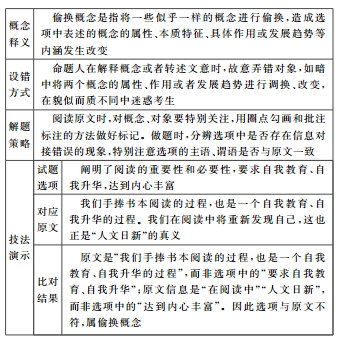 概念释义
偷换概念是指将一些似乎一样的概念进行偷换，造成选
项中表述的概念的属性、本质特征、具体作用或发展趋势等
内涵发生改变
设错方式
命题人在解释概念或者转述文意时，故意弄错对象，如暗
中将两个概念的属性、作用或者发展趋势进行调换、改变，
在貌似而质不同中迷惑考生
解题策略
阅读原文时，对概念、对象要特别关注，用圈点勾画和批注
标注的方法做好标记。做题时，分辨选项中是否存在信息对
接错误的现象，特别注意选项的主语、谓语是否与原文一致
技法演示
试题选项
阐明了阅读的重要性和必要性，要求自我教育、自
我升华，达到内心丰富
对应原文
我们手捧书本阅读的过程，也是一个自我教育、自
我升华的过程。我们在阅读中将重新发现自己，这也
正是“人文日新”的真义
比对结果
原文是“我们手捧书本阅读的过程，也是一个自我
教育、自我升华的过程”，而非选项中的“要求自我教
育、自我升华”；原文信息是“在阅读中”“人文日新”，
而非选项中的“达到内心丰富”。因此选项与原文不
符，属偷换概念